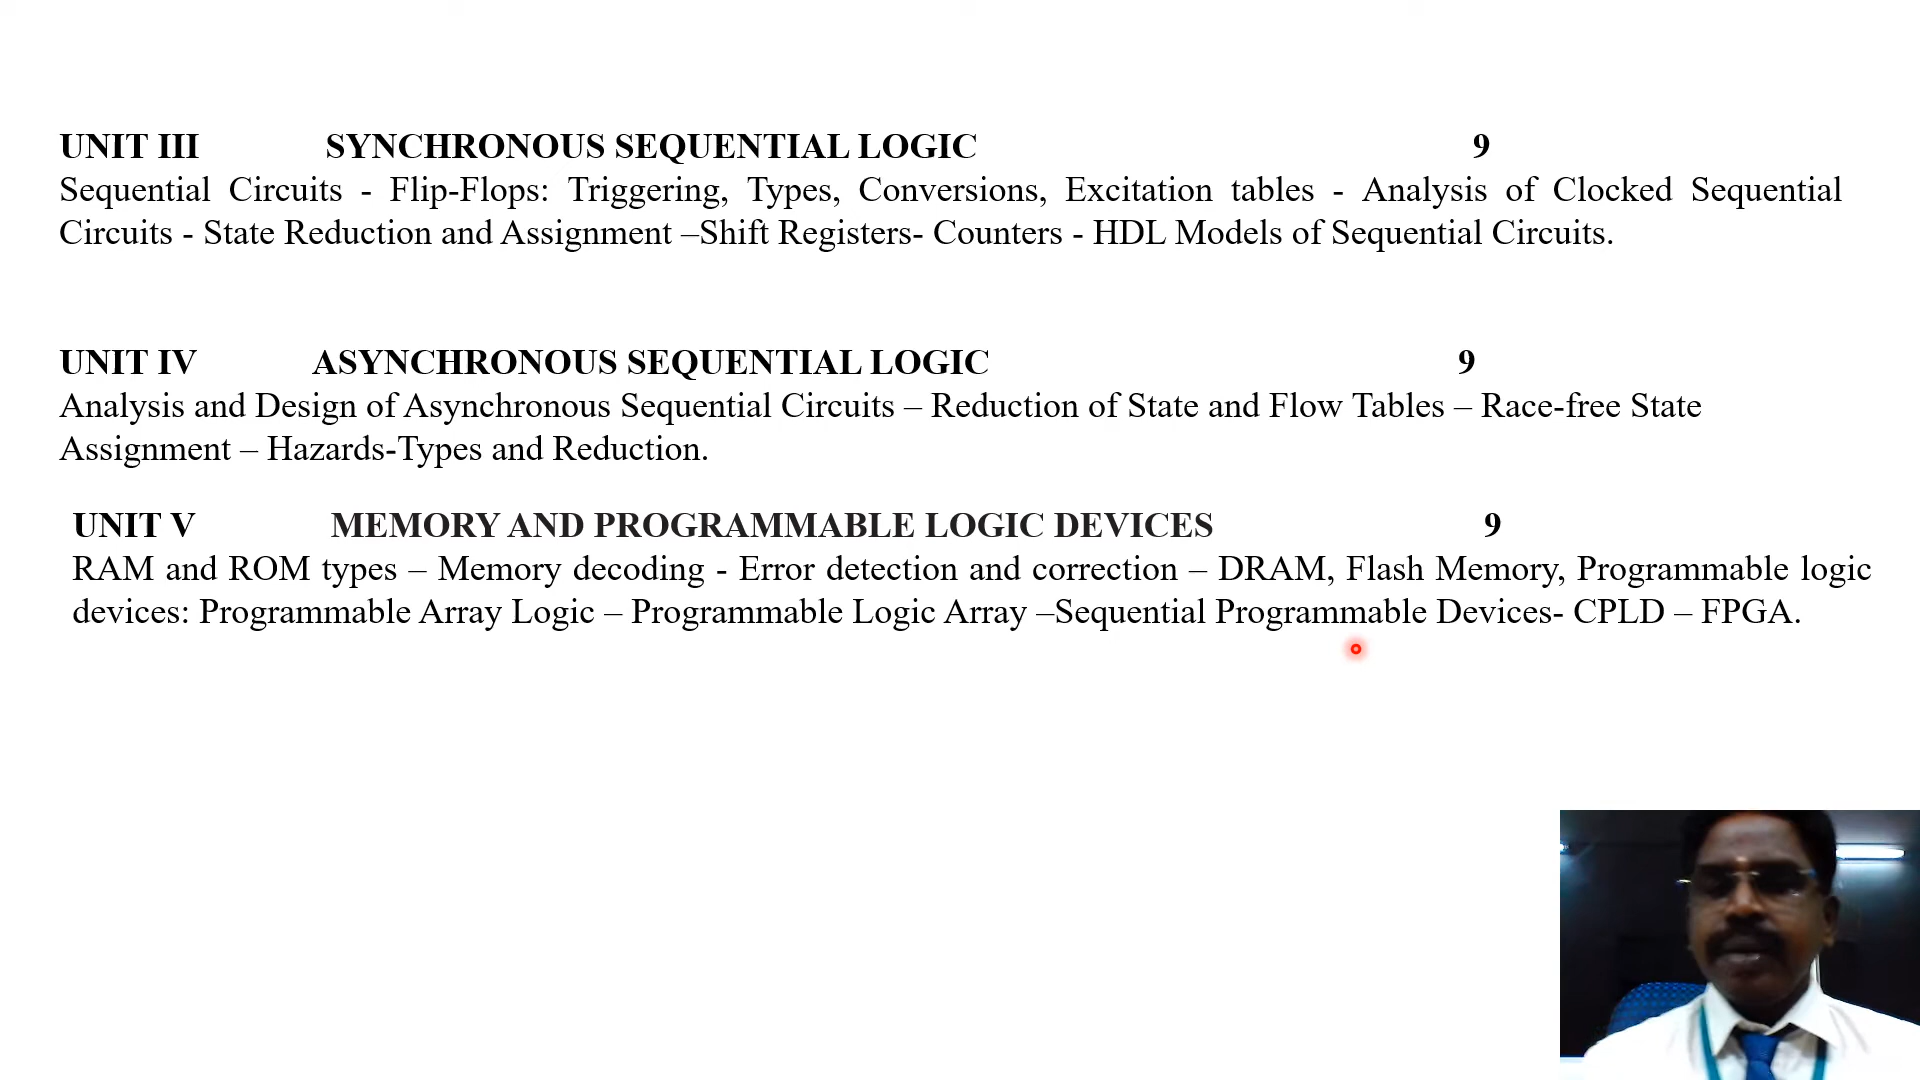 UNIT III SYNCHRONOUS SEQUENTIAL LOGIC 9
Sequential Circuits - Flip-Flops: Triggering, Types, Conversions, Excitation tables - Analysis of Clocked Sequential
Circuits - State Reduction and Assignment –Shift Registers- Counters - HDL Models of Sequential Circuits.
UNIT IV ASYNCHRONOUS SEQUENTIAL LOGIC 9
Analysis and Design of Asynchronous Sequential Circuits – Reduction of State and Flow Tables – Race-free State
Assignment – Hazards-Types and Reduction.
UNIT V MEMORY AND PROGRAMMABLE LOGIC DEVICES 9
RAM and ROM types – Memory decoding - Error detection and correction – DRAM, Flash Memory, Programmable logic
devices: Programmable Array Logic – Programmable Logic Array –Sequential Programmable Devices- CPLD – FPGA.